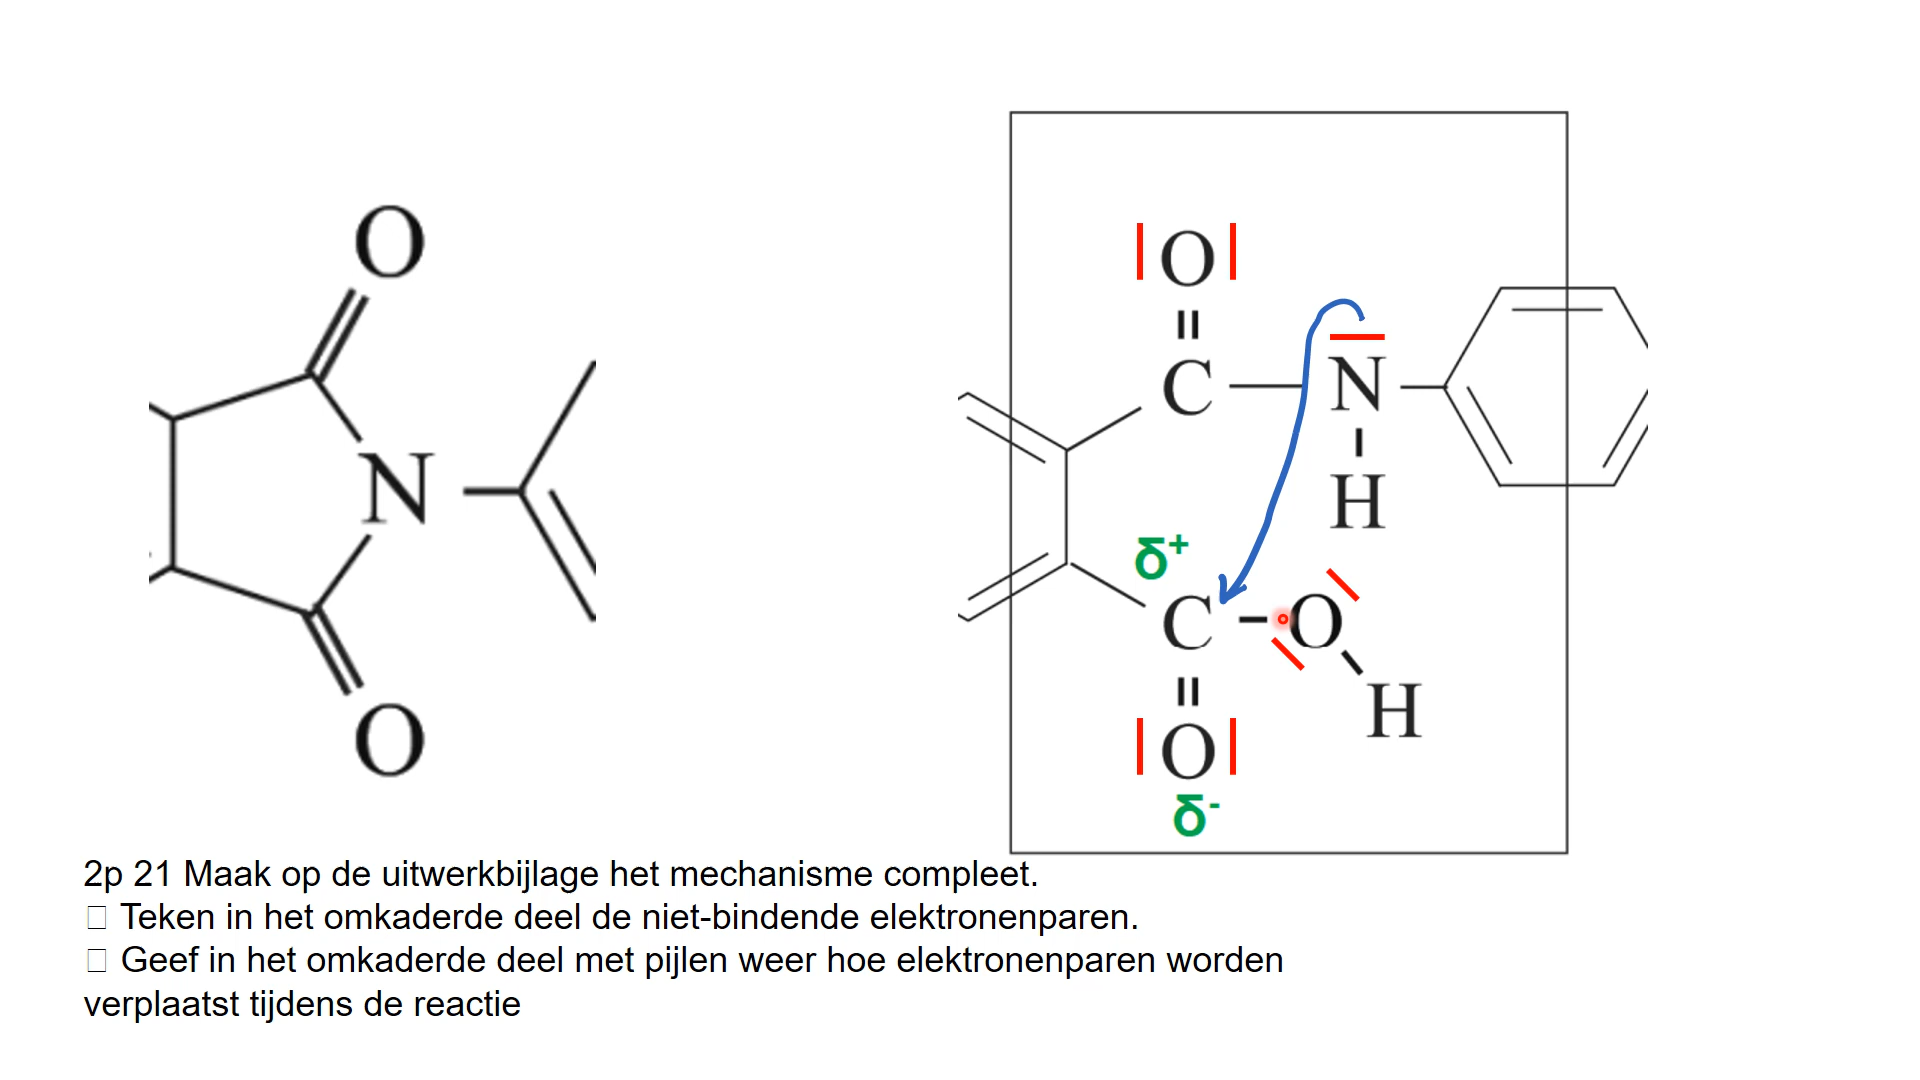 O
N
O
|O|
C
N
H
δ+
C
O
H
|O|
δ-
2p 21 Maak op de uitwerkbijlage het mechanisme compleet.
□ Teken in het omkaderde deel de niet-bindende elektronenparen.
□ Geef in het omkaderde deel met pijlen weer hoe elektronenparen worden
verplaatst tijdens de reactie